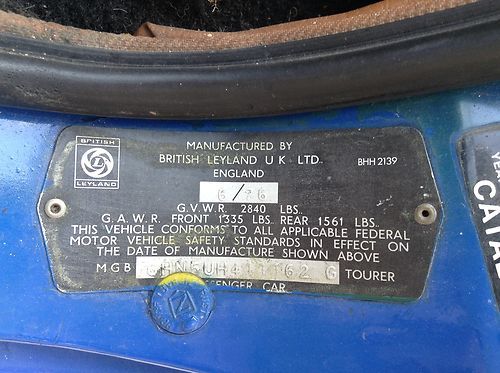 BRITISH
LEYLAND
MANUFACTURED BY
BRITISH LEYLAND U K LTD.
ENGLAND
BHH 2139
6/76
G.V.W.R. 2840 LBS.
G.A.W.R. FRONT 1335 LBS. REAR 1561 LBS.
THIS VEHICLE CONFORMS TO ALL APPLICABLE FEDERAL
MOTOR VEHICLE SAFETY STANDARDS IN EFFECT ON
THE DATE OF MANUFACTURE SHOWN ABOVE
MGB TOURER
PASSENGER CAR
CATA